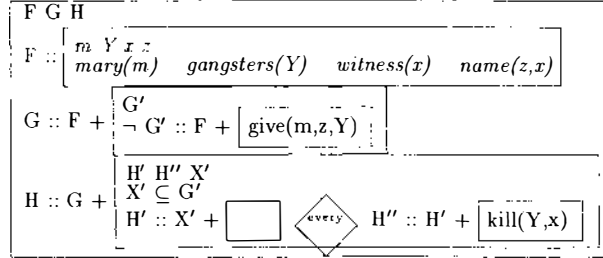 F G H
m Y x z
F :: mary(m) gangsters(Y) witness(x) name(z,x)
G′
G :: F + ¬ G′ :: F + give(m,z,Y)
H′ H″ X′
X′ ⊆ G′
H :: G + H′ :: X′ + every H″ :: H′ + kill(Y,x)